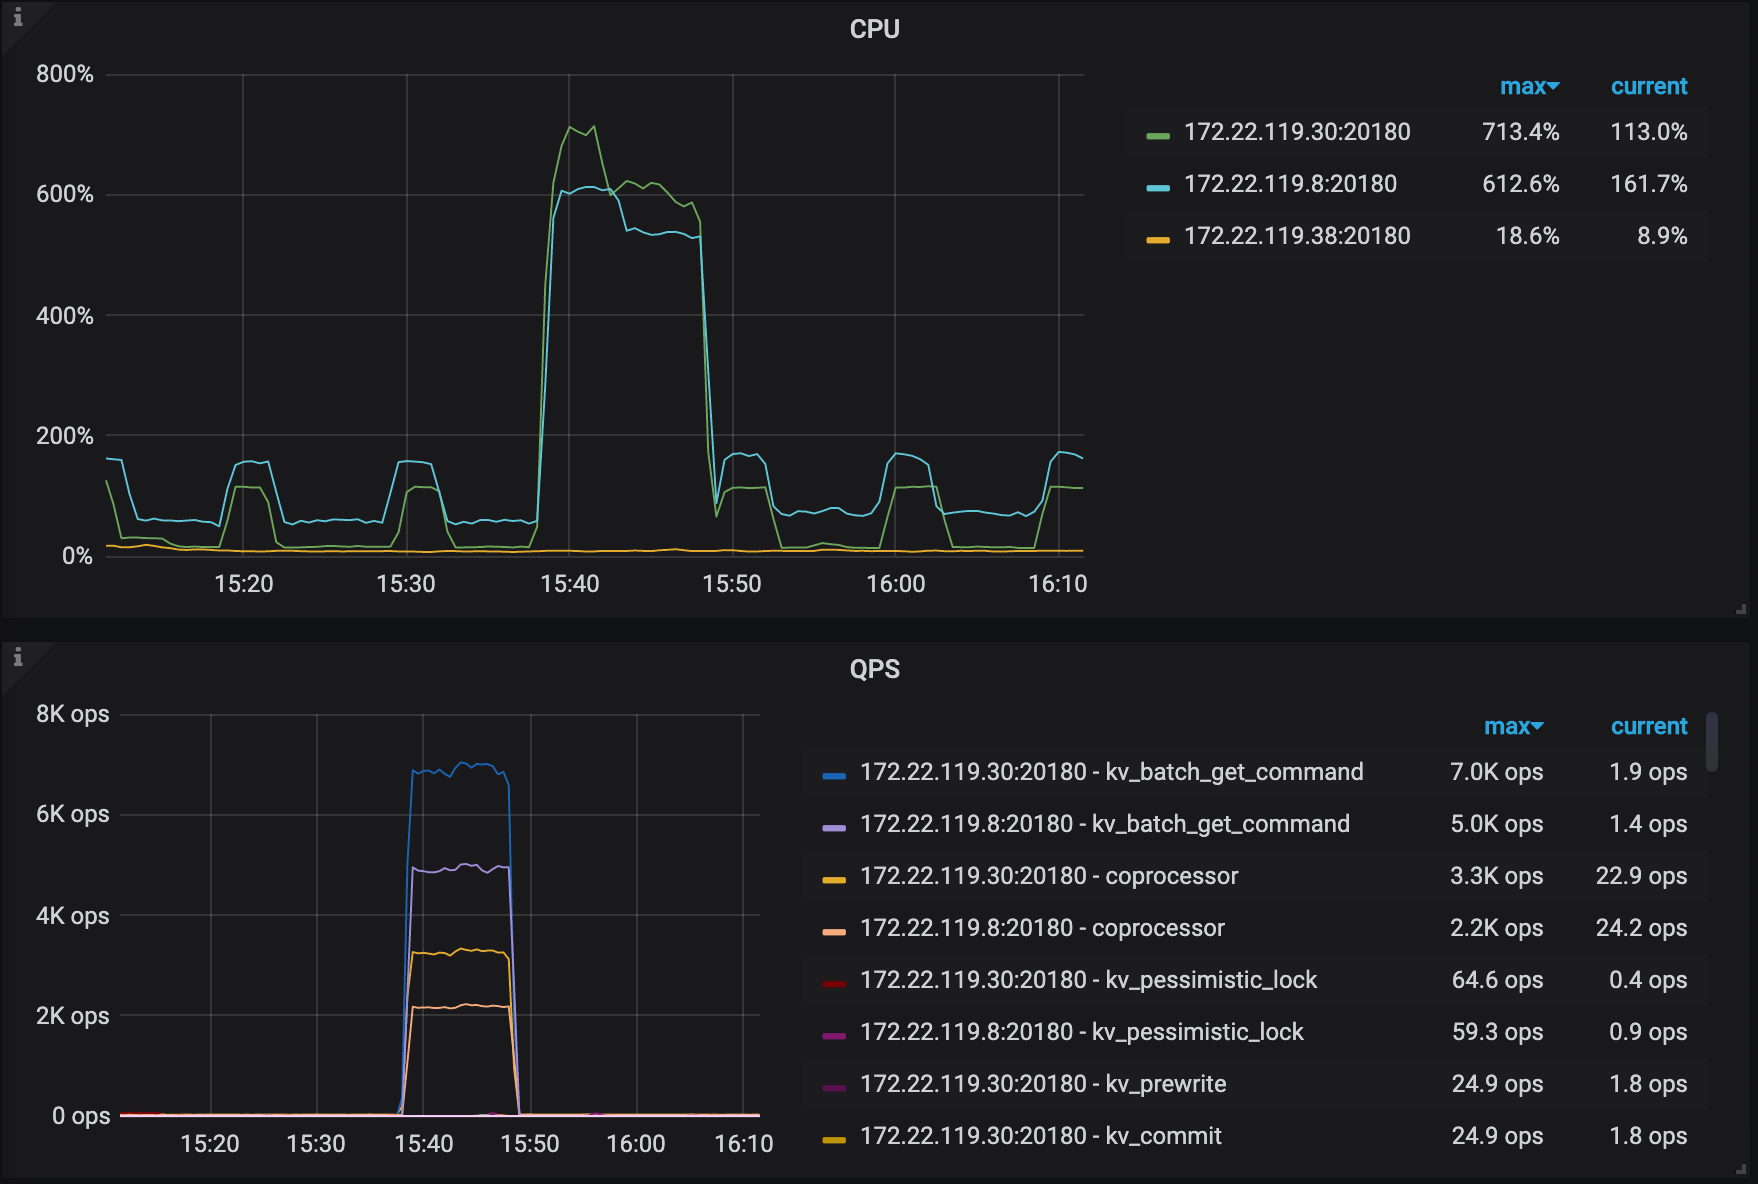 CPU
800%
600%
400%
200%
0%
15:20 15:30 15:40 15:50 16:00 16:10
max current
172.22.119.30:20180 713.4% 113.0%
172.22.119.8:20180 612.6% 161.7%
172.22.119.38:20180 18.6% 8.9%
QPS
8K ops
6K ops
4K ops
2K ops
0 ops
15:20 15:30 15:40 15:50 16:00 16:10
max current
172.22.119.30:20180 - kv_batch_get_command 7.0K ops 1.9 ops
172.22.119.8:20180 - kv_batch_get_command 5.0K ops 1.4 ops
172.22.119.30:20180 - coprocessor 3.3K ops 22.9 ops
172.22.119.8:20180 - coprocessor 2.2K ops 24.2 ops
172.22.119.30:20180 - kv_pessimistic_lock 64.6 ops 0.4 ops
172.22.119.8:20180 - kv_pessimistic_lock 59.3 ops 0.9 ops
172.22.119.30:20180 - kv_prewrite 24.9 ops 1.8 ops
172.22.119.30:20180 - kv_commit 24.9 ops 1.8 ops